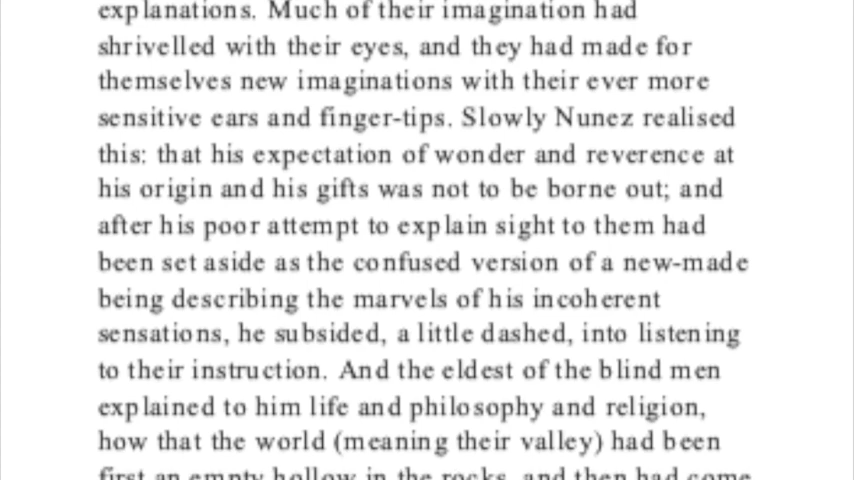 explanations. Much of their imagination had
shrivelled with their eyes, and they had made for
themselves new imaginations with their ever more
sensitive ears and finger-tips. Slowly Nunez realised
this: that his expectation of wonder and reverence at
his origin and his gifts was not to be borne out; and
after his poor attempt to explain sight to them had
been set aside as the confused version of a new-made
being describing the marvels of his incoherent
sensations, he subsided, a little dashed, into listening
to their instruction. And the eldest of the blind men
explained to him life and philosophy and religion,
how that the world (meaning their valley) had been
first an empty hollow in the rocks, and then had come